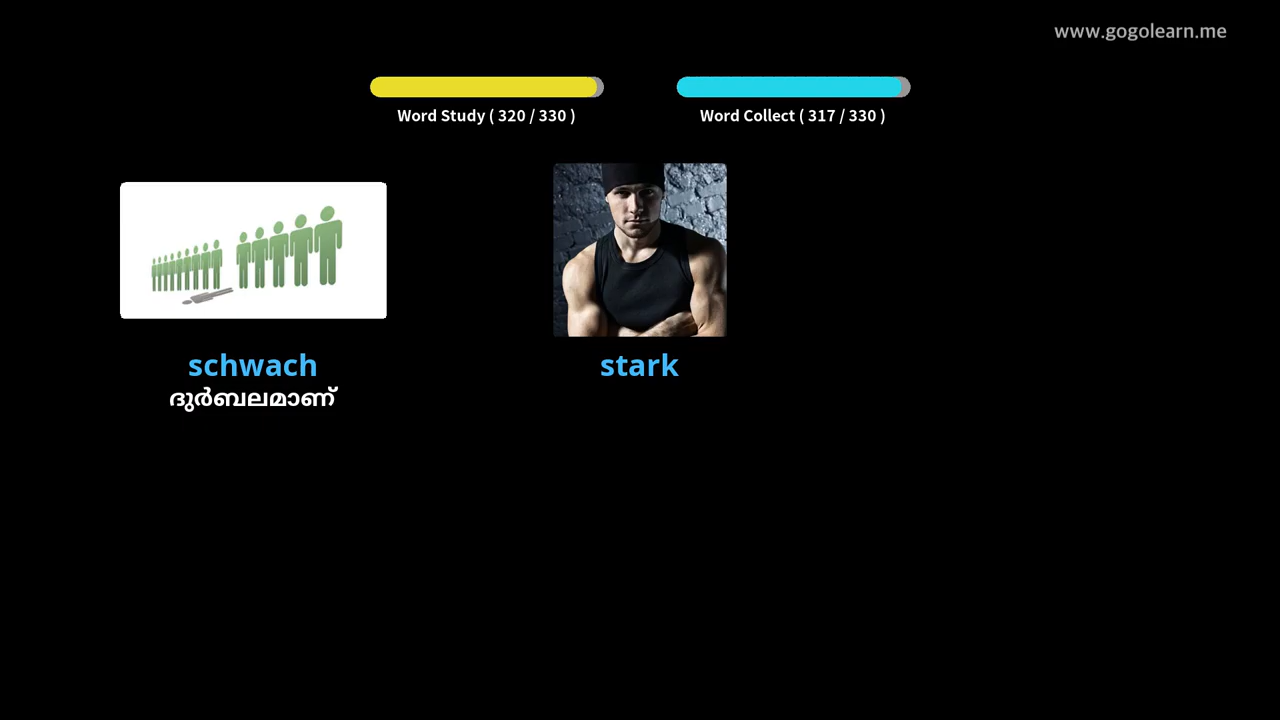 www.gogolearn.me
Word Study ( 320 / 330 )
Word Collect ( 317 / 330 )
schwach
stark
ദുർബലമാണ്